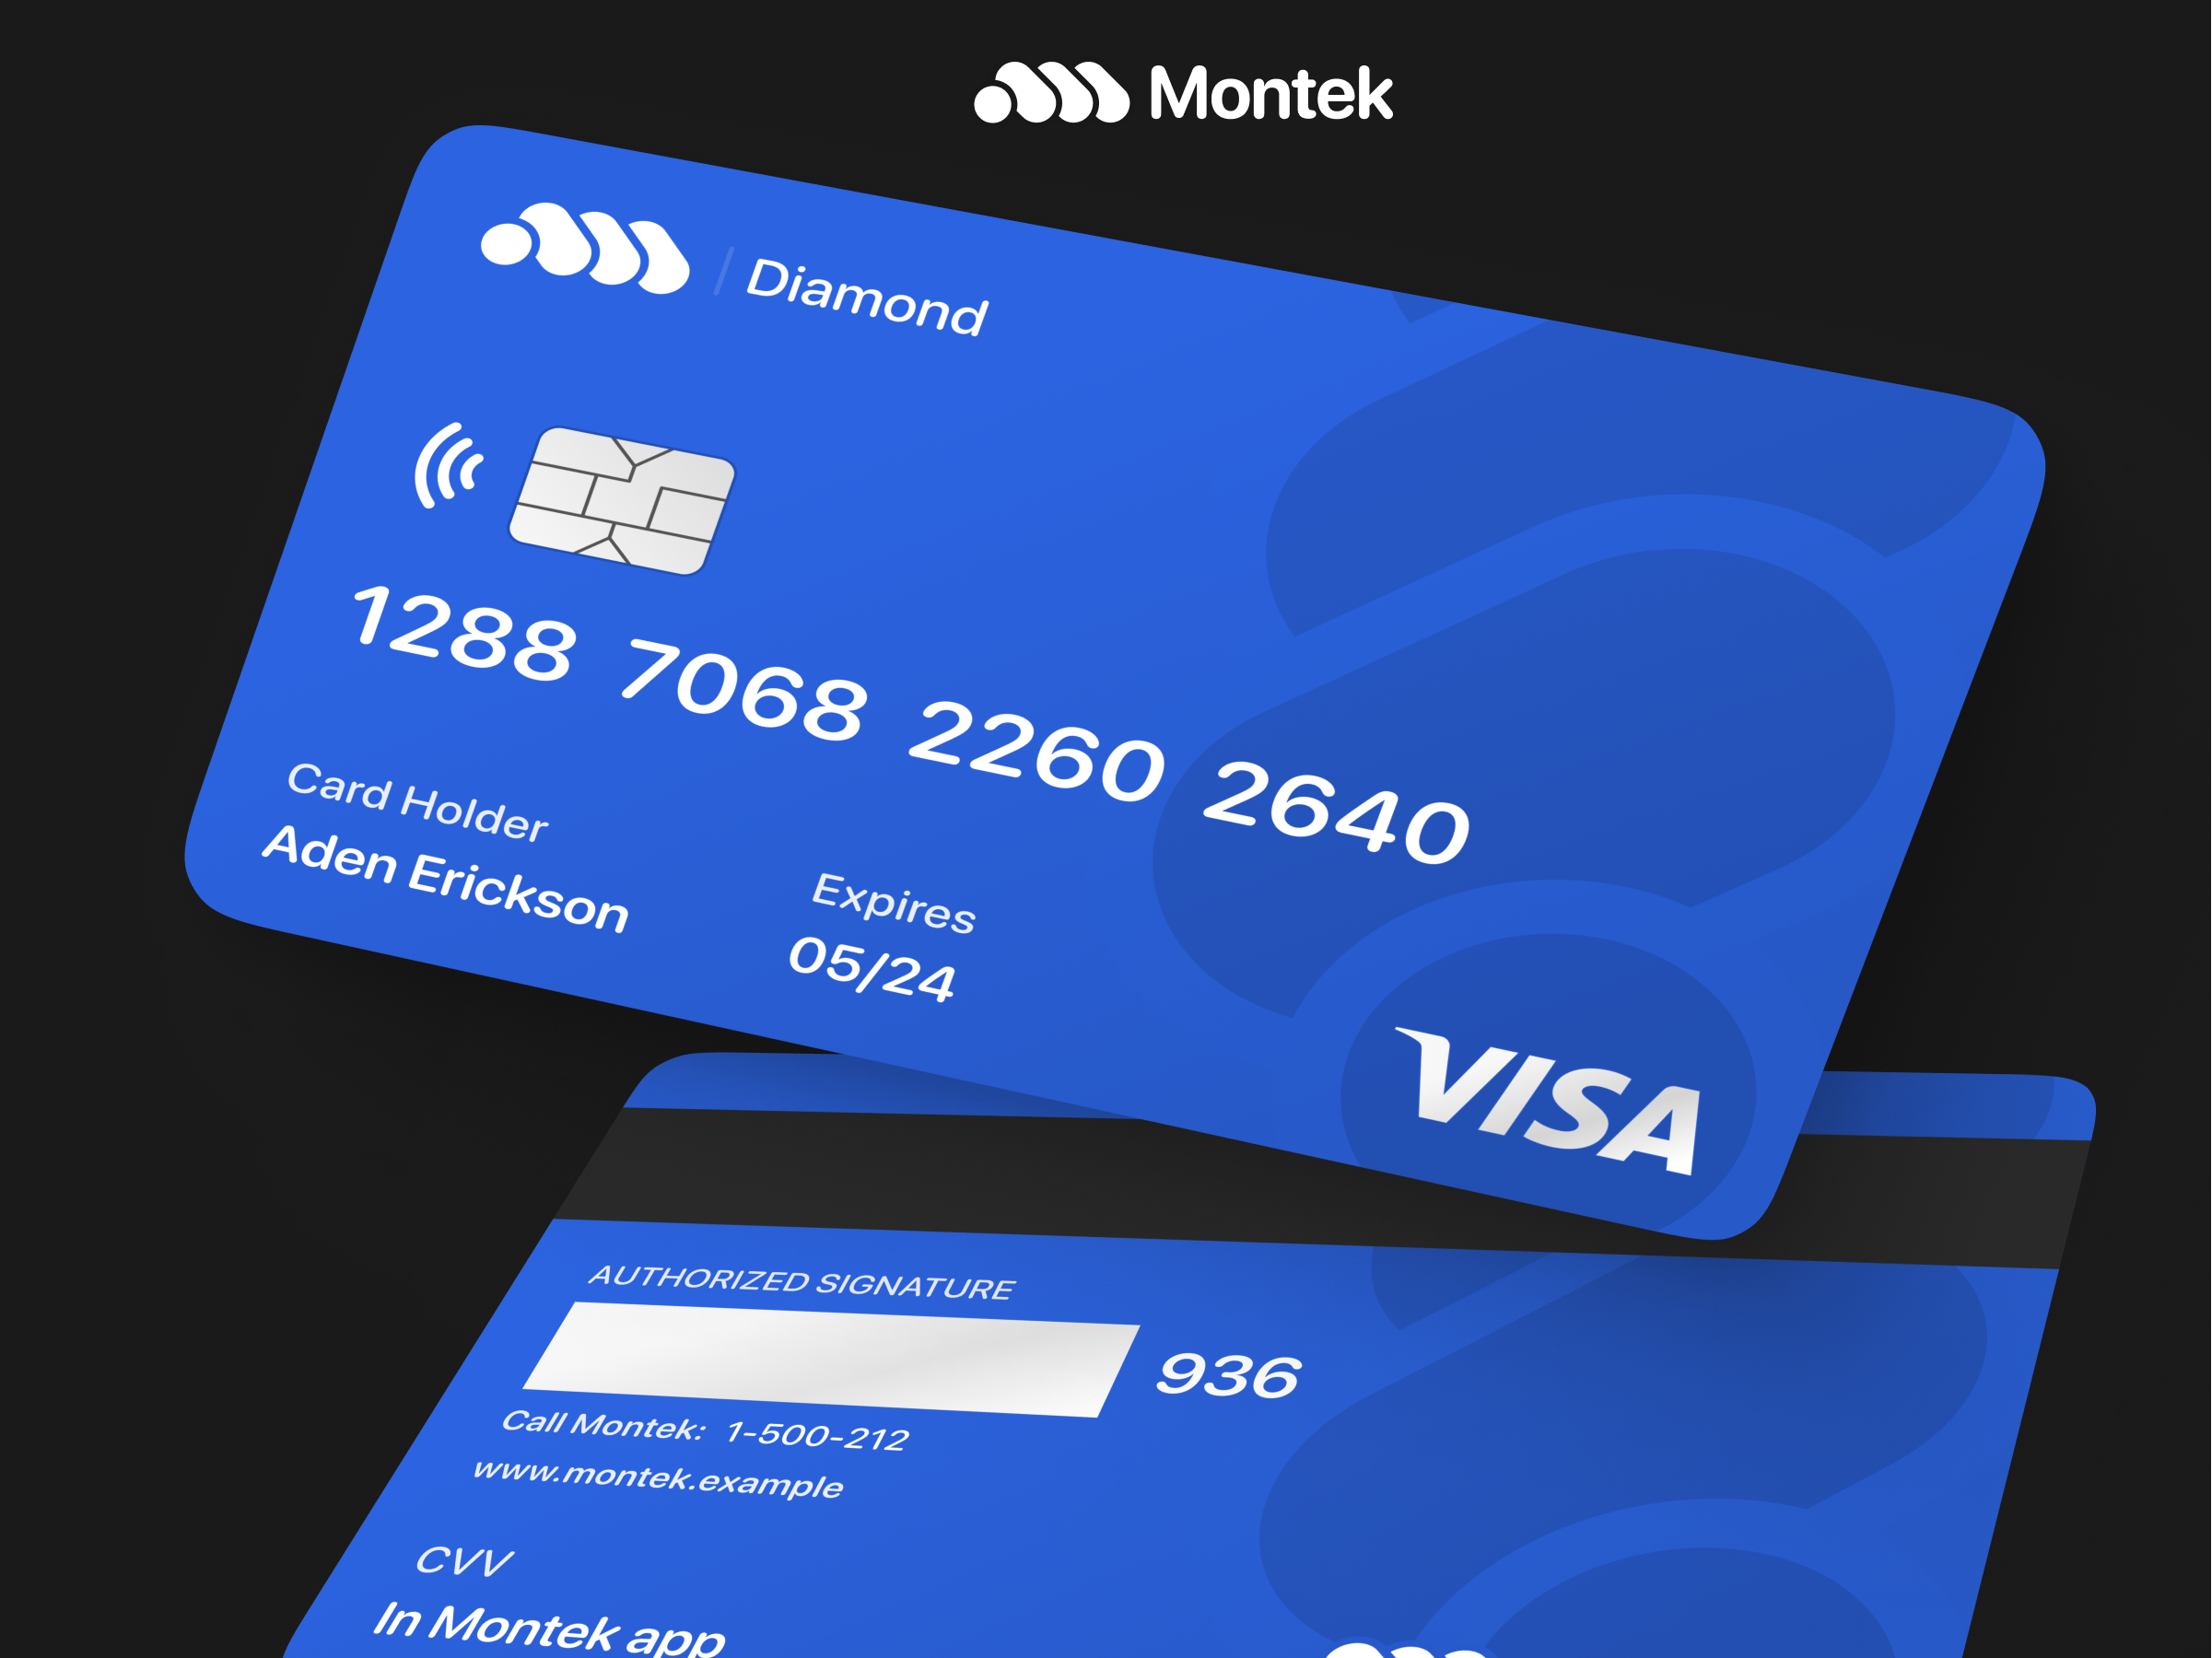 Montek
Diamond
1288 7068 2260 2640
Card Holder
Aden Erickson
Expires
05/24
VISA
AUTHORIZED SIGNATURE
936
Call Montek: 1-500-212
www.montek.example
CVV
In Montek app